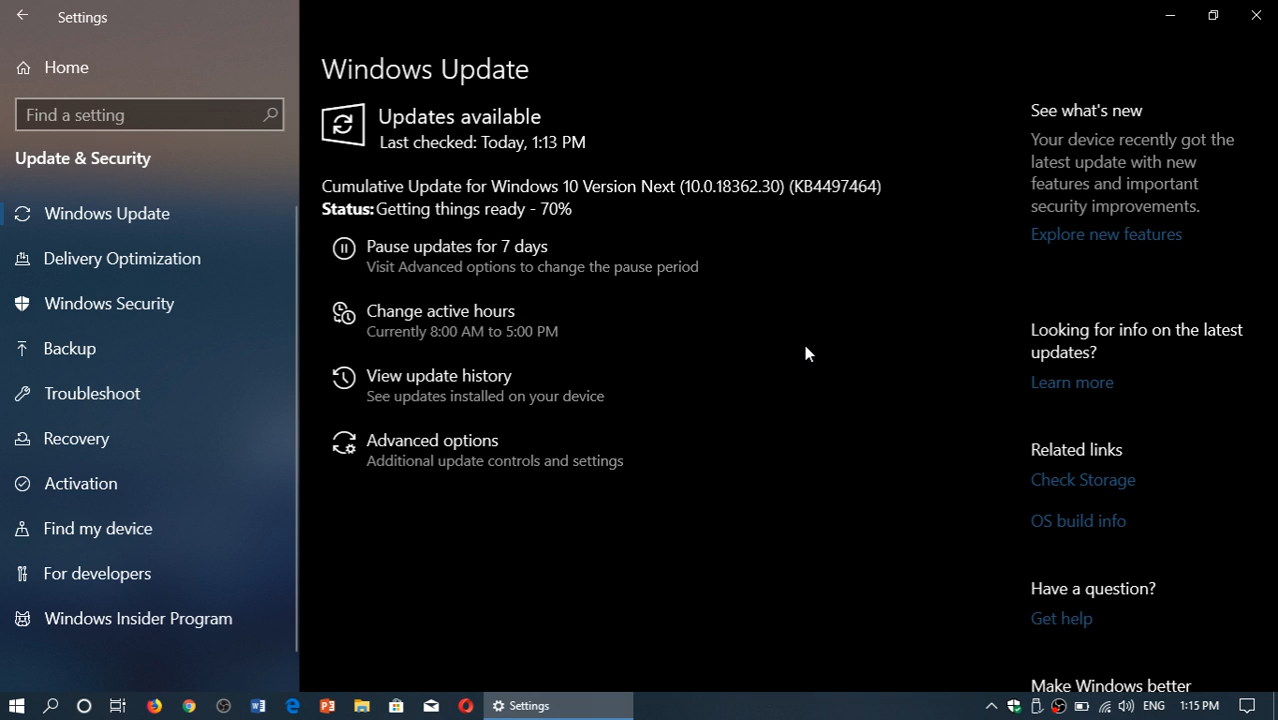 Settings
Home
Find a setting
Update & Security
Windows Update
Delivery Optimization
Windows Security
Backup
Troubleshoot
Recovery
Activation
Find my device
For developers
Windows Insider Program
Windows Update
Updates available
Last checked: Today, 1:13 PM
Cumulative Update for Windows 10 Version Next (10.0.18362.30) (KB4497464)
Status: Getting things ready - 70%
Pause updates for 7 days
Visit Advanced options to change the pause period
Change active hours
Currently 8:00 AM to 5:00 PM
View update history
See updates installed on your device
Advanced options
Additional update controls and settings
See what's new
Your device recently got the
latest update with new
features and important
security improvements.
Explore new features
Looking for info on the latest
updates?
Learn more
Related links
Check Storage
OS build info
Have a question?
Get help
Make Windows better
Settings
ENG
1:15 PM